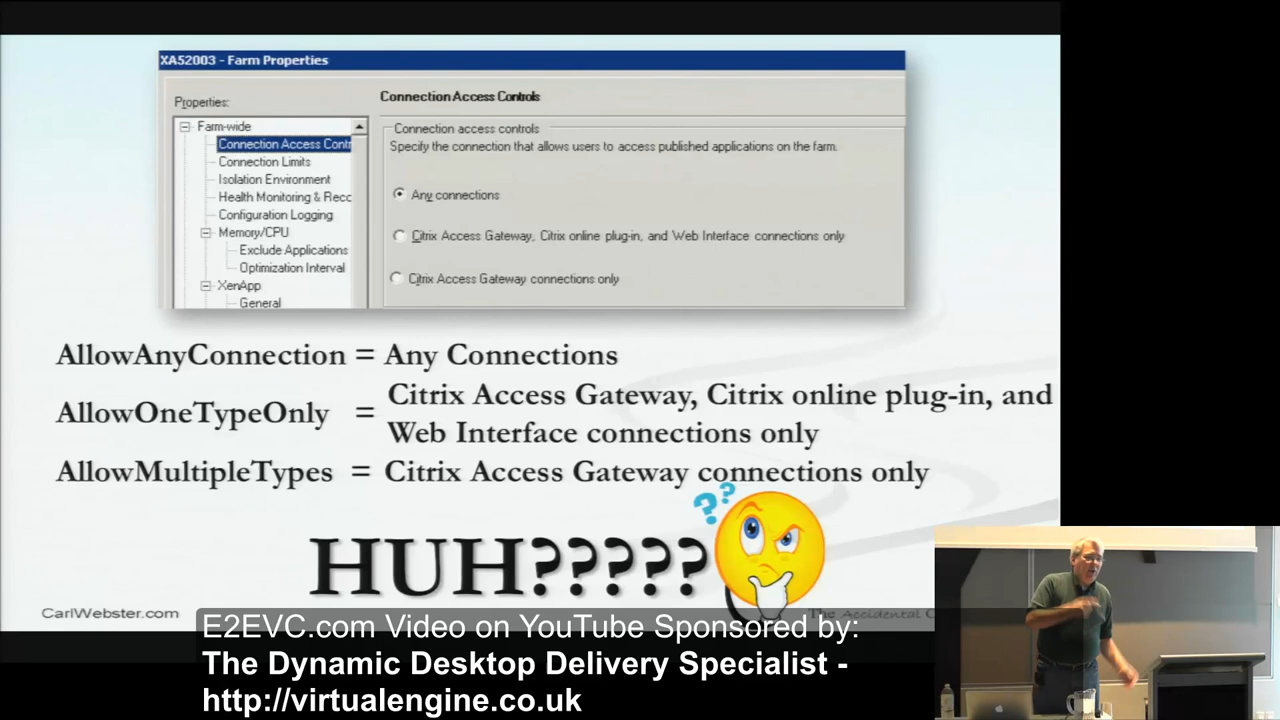 XA52003 - Farm Properties
Properties:
Farm-wide
Connection Access Contr
Connection Limits
Isolation Environment
Health Monitoring & Reco
Configuration Logging
Memory/CPU
Exclude Applications
Optimization Interval
XenApp
General
Connection Access Controls
Connection access controls
Specify the connection that allows users to access published applications on the farm.
Any connections
Citrix Access Gateway, Citrix online plug-in, and Web Interface connections only
Citrix Access Gateway connections only
AllowAnyConnection = Any Connections
AllowOneTypeOnly = Citrix Access Gateway, Citrix online plug-in, and
Web Interface connections only
AllowMultipleTypes = Citrix Access Gateway connections only
??
HUH?????
CarlWebster.com
The Accidental C
E2EVC.com Video on YouTube Sponsored by:
The Dynamic Desktop Delivery Specialist -
http://virtualengine.co.uk